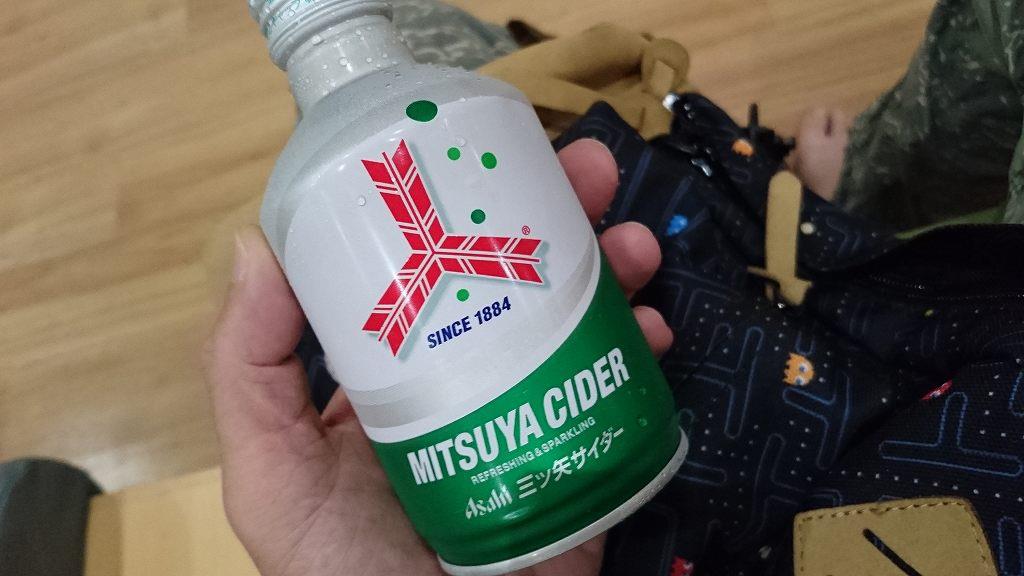 ®
SINCE 1884
MITSUYA CIDER
REFRESHING & SPARKLING
Asahi 三ツ矢サイダー